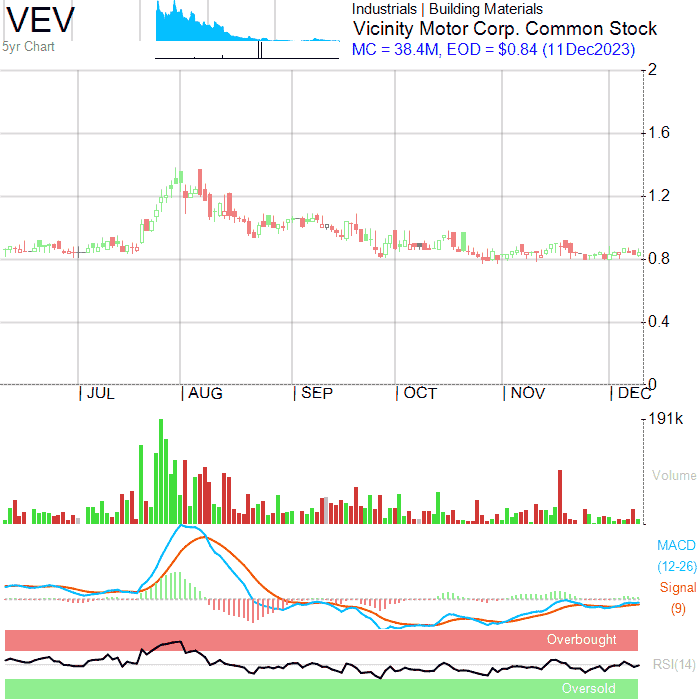 VEV
5yr Chart
Industrials | Building Materials
Vicinity Motor Corp. Common Stock
MC = 38.4M, EOD = $0.84 (11Dec2023)
2
1.6
1.2
0.8
0.4
0
JUL AUG SEP OCT NOV DEC
191k
Volume
MACD
(12-26)
Signal
(9)
Overbought
RSI(14)
Oversold